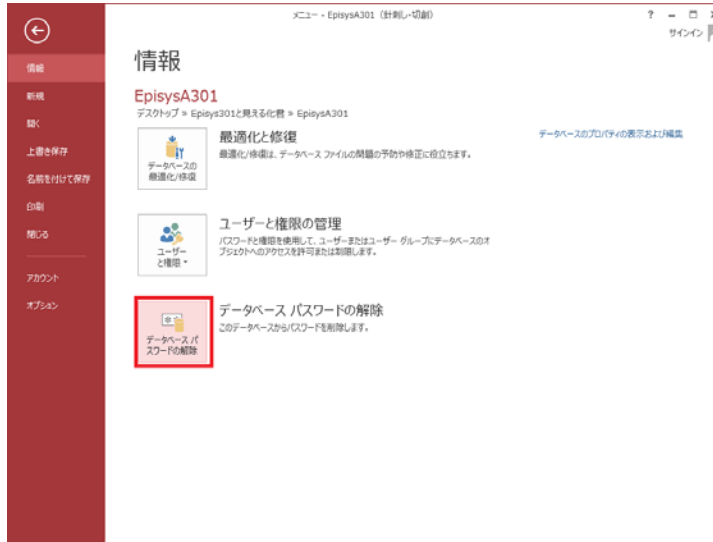 メニュー - EpisysA301（針刺し・切創）
? － □ ×
サインイン
情報
新規
開く
上書き保存
名前を付けて保存
印刷
閉じる
アカウント
オプション
情報
EpisysA301
デスクトップ » Episys301と見える化君 » EpisysA301
データベースの
最適化/修復
最適化と修復
最適化/修復は、データベース ファイルの問題の予防や修正に役立ちます。
データベースのプロパティの表示および編集
ユーザー
と権限
ユーザーと権限の管理
パスワードと権限を使用して、ユーザーまたはユーザー グループにデータベースのオ
ブジェクトへのアクセスを許可または制限します。
データベース パ
スワードの解除
データベース パスワードの解除
このデータベースからパスワードを削除します。